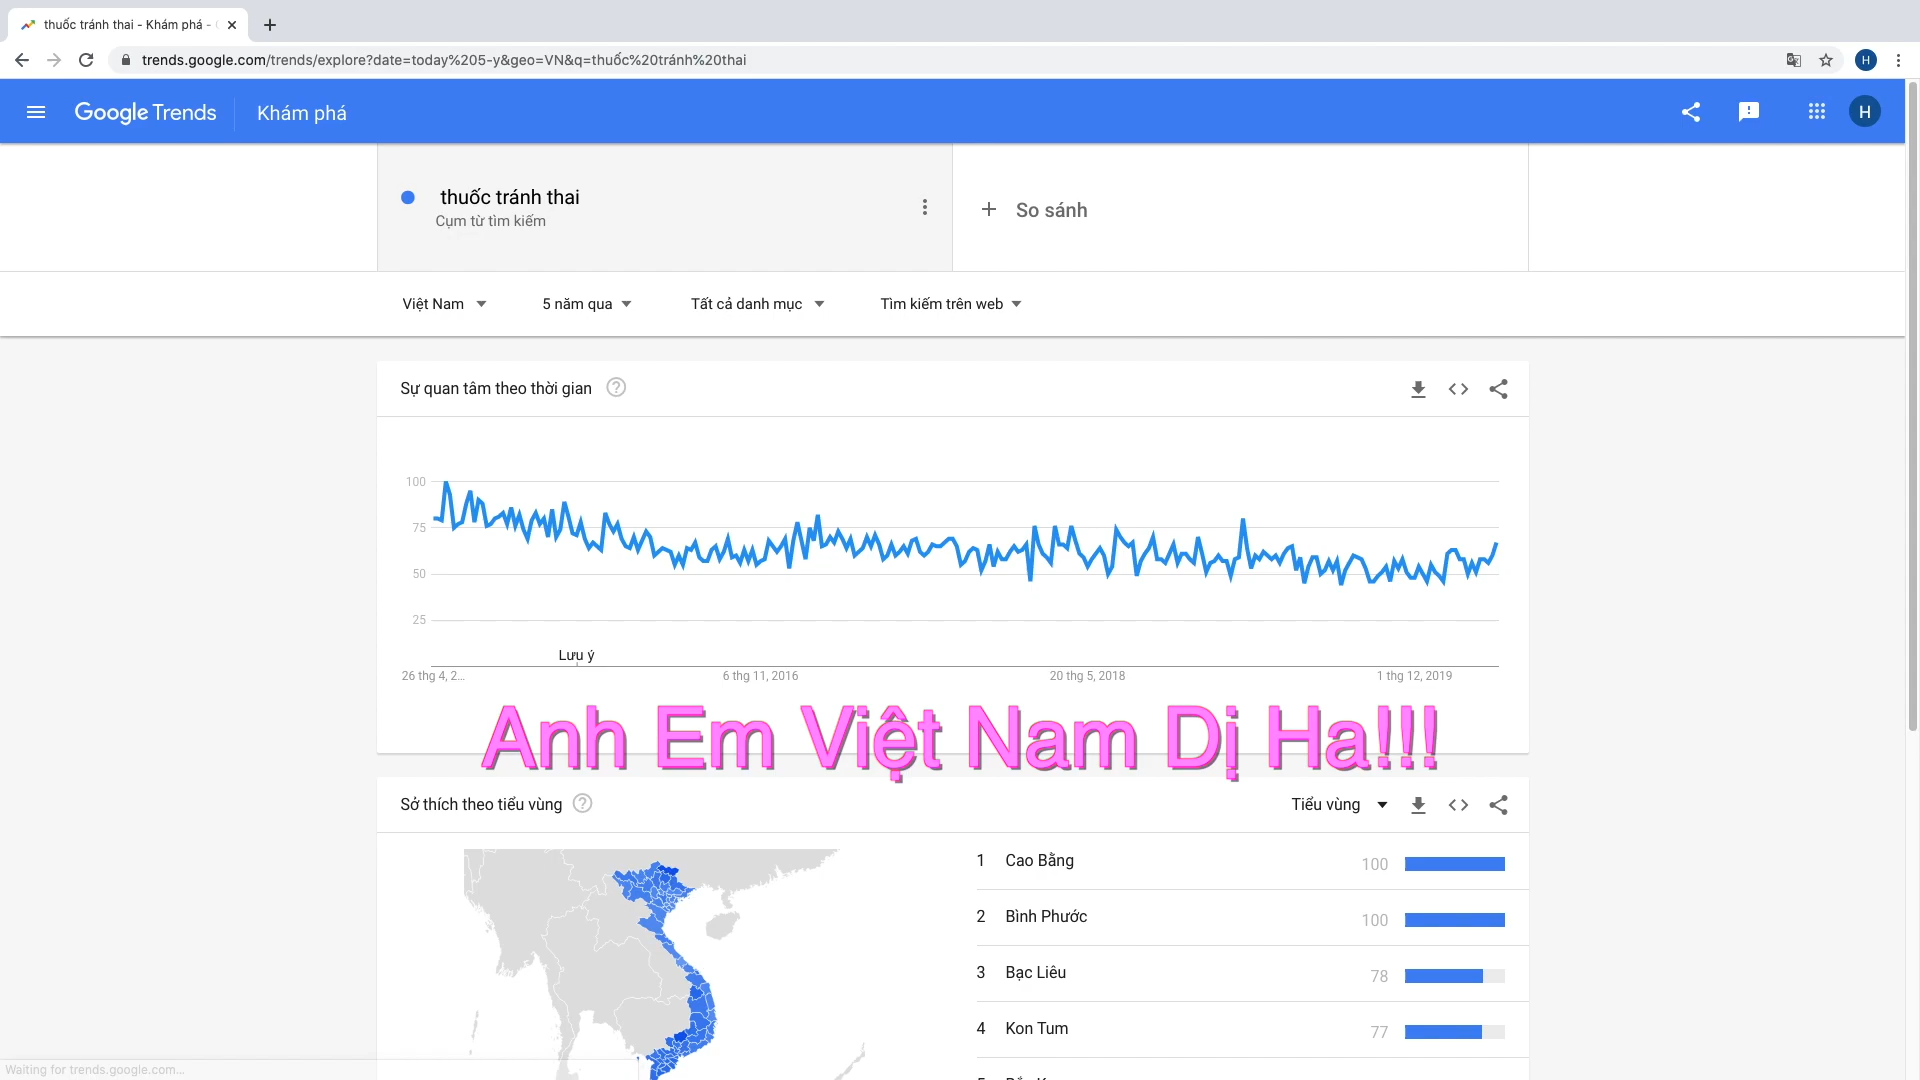 thuốc tránh thai - Khám phá -
trends.google.com/trends/explore?date=today%205-y&geo=VN&q=thuốc%20tránh%20thai
H
Google Trends
Khám phá
H
thuốc tránh thai
Cụm từ tìm kiếm
+ So sánh
Việt Nam
5 năm qua
Tất cả danh mục
Tìm kiếm trên web
Sự quan tâm theo thời gian
100
75
50
25
Lưu ý
26 thg 4, 2...
6 thg 11, 2016
20 thg 5, 2018
1 thg 12, 2019
Anh Em Việt Nam Dị Ha!!!
Sở thích theo tiểu vùng
Tiểu vùng
1 Cao Bằng 100
2 Bình Phước 100
3 Bạc Liêu 78
4 Kon Tum 77
Waiting for trends.google.com...